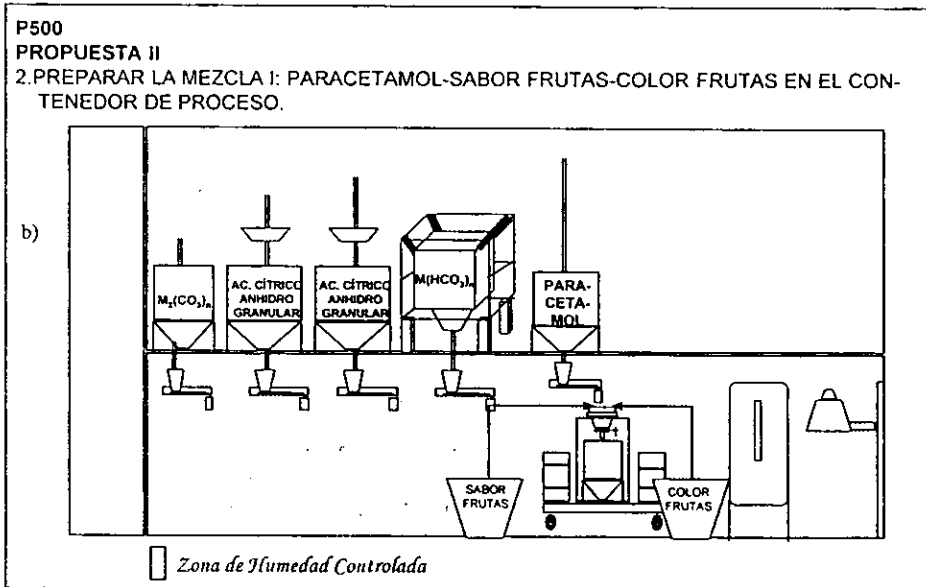 P500
PROPUESTA II
2.PREPARAR LA MEZCLA I: PARACETAMOL-SABOR FRUTAS-COLOR FRUTAS EN EL CON-
TENEDOR DE PROCESO.
b)
M₂(CO₃)ₙ
AC. CÍTRICO
ANHIDRO
GRANULAR
AC. CÍTRICO
ANHIDRO
GRANULAR
M(HCO₃)ₙ
PARA-
CETA-
MOL
SABOR
FRUTAS
COLOR
FRUTAS
Zona de Humedad Controlada